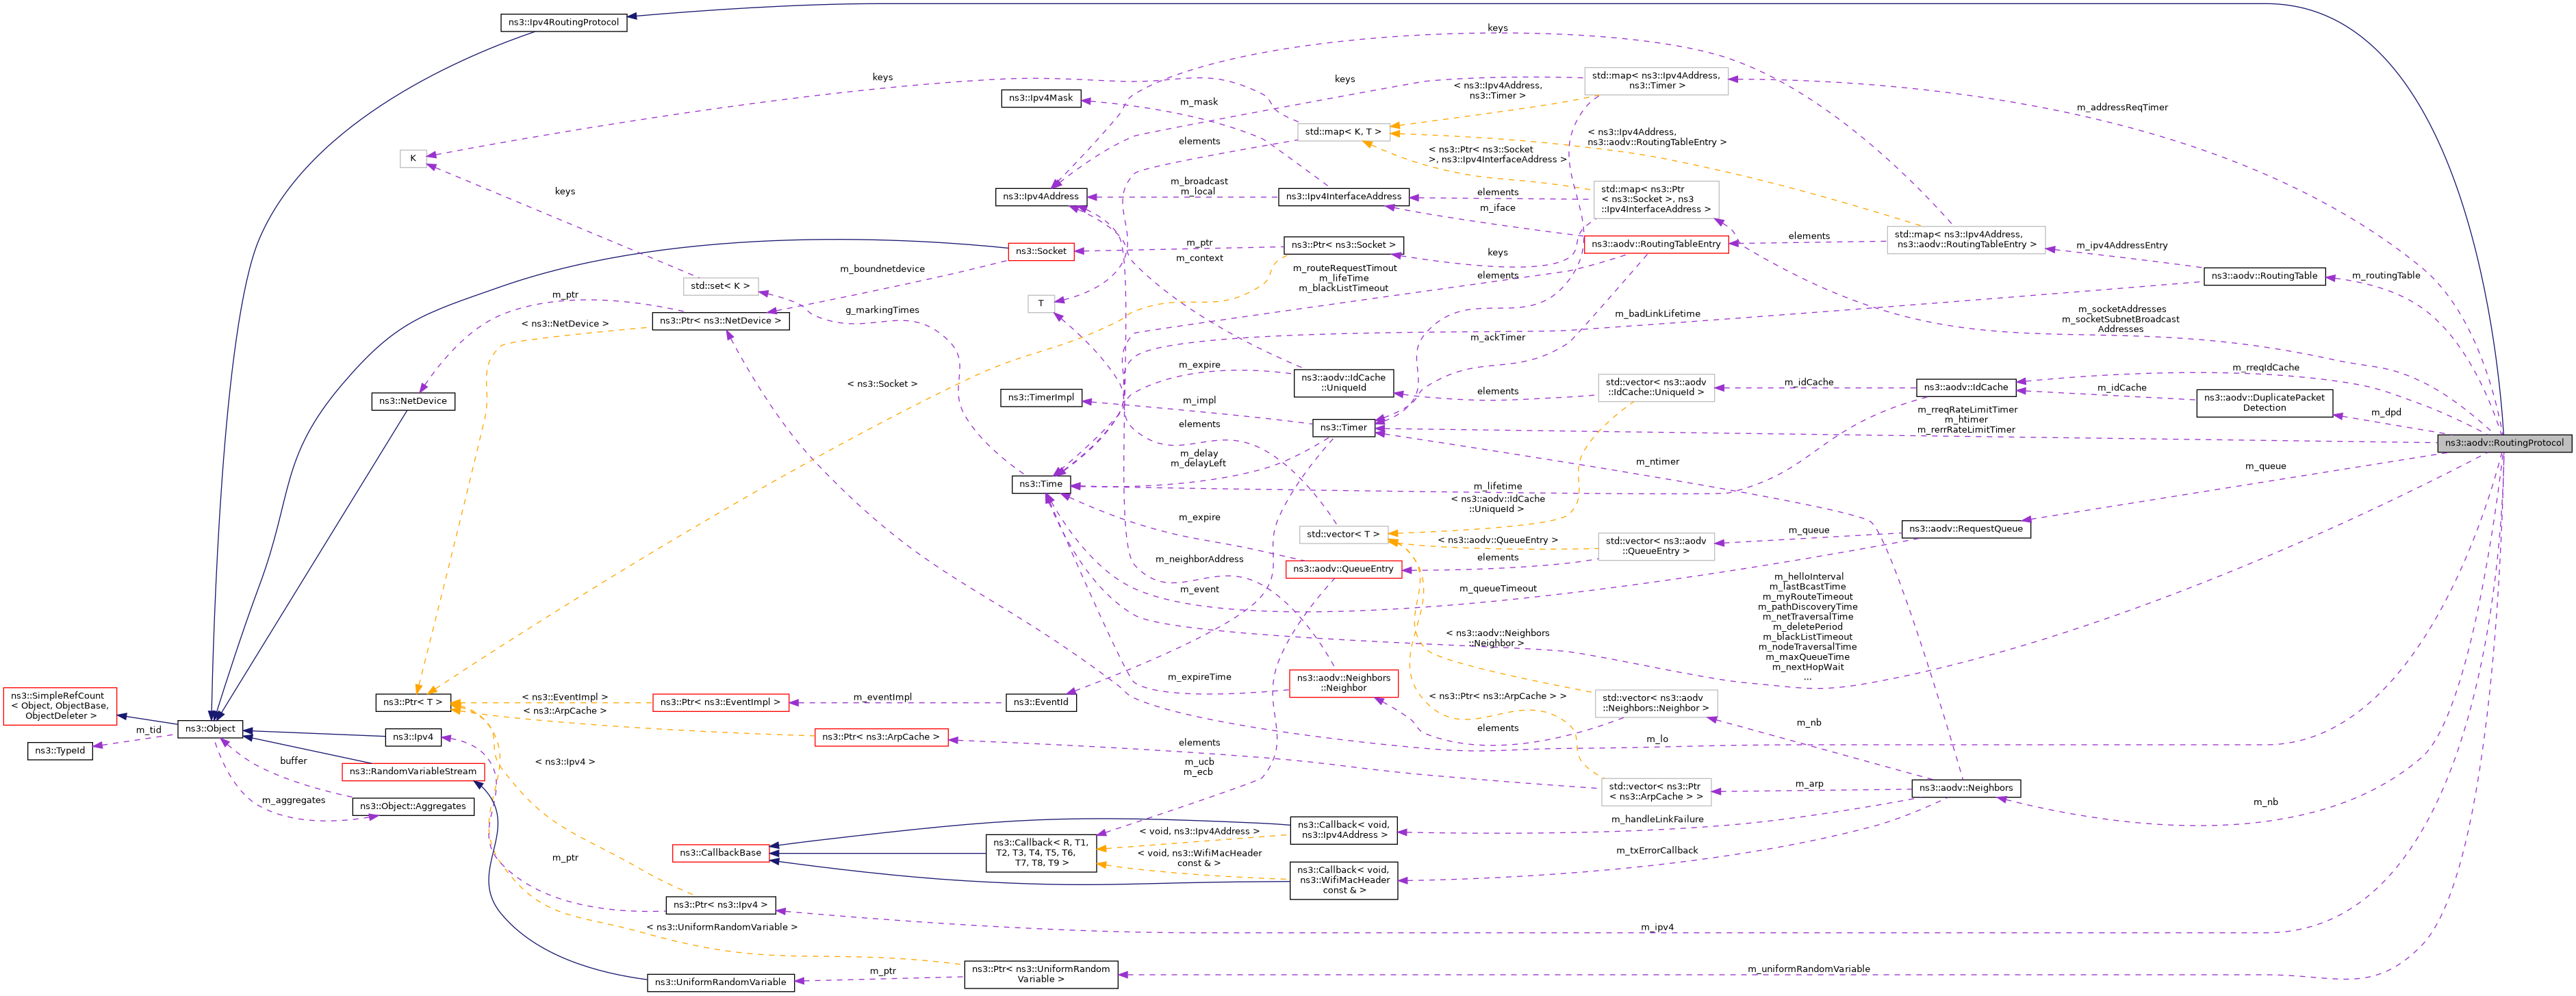 ns3::Ipv4RoutingProtocol
keys
keys
keys
< ns3::Ipv4Address,
ns3::Timer >
std::map< ns3::Ipv4Address,
ns3::Timer >
m_addressReqTimer
ns3::Ipv4Mask
m_mask
std::map< K, T >
elements
< ns3::Ipv4Address,
ns3::aodv::RoutingTableEntry >
< ns3::Ptr< ns3::Socket
>, ns3::Ipv4InterfaceAddress >
K
keys
ns3::Ipv4Address
m_broadcast
m_local
ns3::Ipv4InterfaceAddress
elements
m_iface
std::map< ns3::Ptr
< ns3::Socket >, ns3
::Ipv4InterfaceAddress >
ns3::Socket
m_ptr
m_context
ns3::Ptr< ns3::Socket >
keys
ns3::aodv::RoutingTableEntry
elements
std::map< ns3::Ipv4Address,
ns3::aodv::RoutingTableEntry >
m_ipv4AddressEntry
ns3::aodv::RoutingTable
m_routingTable
m_boundnetdevice
m_routeRequestTimout
m_lifeTime
m_blackListTimeout
elements
std::set< K >
m_ptr
g_markingTimes
T
< ns3::NetDevice >
ns3::Ptr< ns3::NetDevice >
m_badLinkLifetime
m_socketAddresses
m_socketSubnetBroadcast
Addresses
m_ackTimer
< ns3::Socket >
ns3::NetDevice
m_expire
ns3::aodv::IdCache
::UniqueId
elements
std::vector< ns3::aodv
::IdCache::UniqueId >
m_idCache
ns3::aodv::IdCache
m_rreqIdCache
m_idCache
ns3::aodv::DuplicatePacket
Detection
m_dpd
ns3::TimerImpl
m_impl
ns3::Timer
elements
m_rreqRateLimitTimer
m_htimer
m_rerrRateLimitTimer
ns3::aodv::RoutingProtocol
m_delay
m_delayLeft
m_ntimer
m_queue
ns3::Time
m_lifetime
< ns3::aodv::IdCache
::UniqueId >
m_expire
std::vector< T >
< ns3::aodv::QueueEntry >
std::vector< ns3::aodv
::QueueEntry >
m_queue
ns3::aodv::RequestQueue
m_neighborAddress
ns3::aodv::QueueEntry
elements
m_event
m_queueTimeout
m_helloInterval
m_lastBcastTime
m_myRouteTimeout
m_pathDiscoveryTime
m_netTraversalTime
m_deletePeriod
m_blackListTimeout
m_nodeTraversalTime
m_maxQueueTime
m_nextHopWait
...
< ns3::aodv::Neighbors
::Neighbor >
m_expireTime
ns3::aodv::Neighbors
::Neighbor
ns3::SimpleRefCount
< Object, ObjectBase,
ObjectDeleter >
ns3::Ptr< T >
< ns3::EventImpl >
< ns3::ArpCache >
ns3::Ptr< ns3::EventImpl >
m_eventImpl
ns3::EventId
< ns3::Ptr< ns3::ArpCache > >
std::vector< ns3::aodv
::Neighbors::Neighbor >
m_nb
elements
ns3::Object
m_tid
ns3::TypeId
ns3::Ipv4
ns3::Ptr< ns3::ArpCache >
elements
m_lo
buffer
ns3::RandomVariableStream
< ns3::Ipv4 >
m_ucb
m_ecb
std::vector< ns3::Ptr
< ns3::ArpCache > >
m_arp
ns3::aodv::Neighbors
m_nb
m_aggregates
ns3::Object::Aggregates
m_handleLinkFailure
ns3::CallbackBase
ns3::Callback< R, T1,
T2, T3, T4, T5, T6,
T7, T8, T9 >
< void, ns3::Ipv4Address >
ns3::Callback< void,
ns3::Ipv4Address >
< void, ns3::WifiMacHeader
const & >
ns3::Callback< void,
ns3::WifiMacHeader
const & >
m_txErrorCallback
m_ptr
ns3::Ptr< ns3::Ipv4 >
m_ipv4
< ns3::UniformRandomVariable >
ns3::UniformRandomVariable
m_ptr
ns3::Ptr< ns3::UniformRandom
Variable >
m_uniformRandomVariable